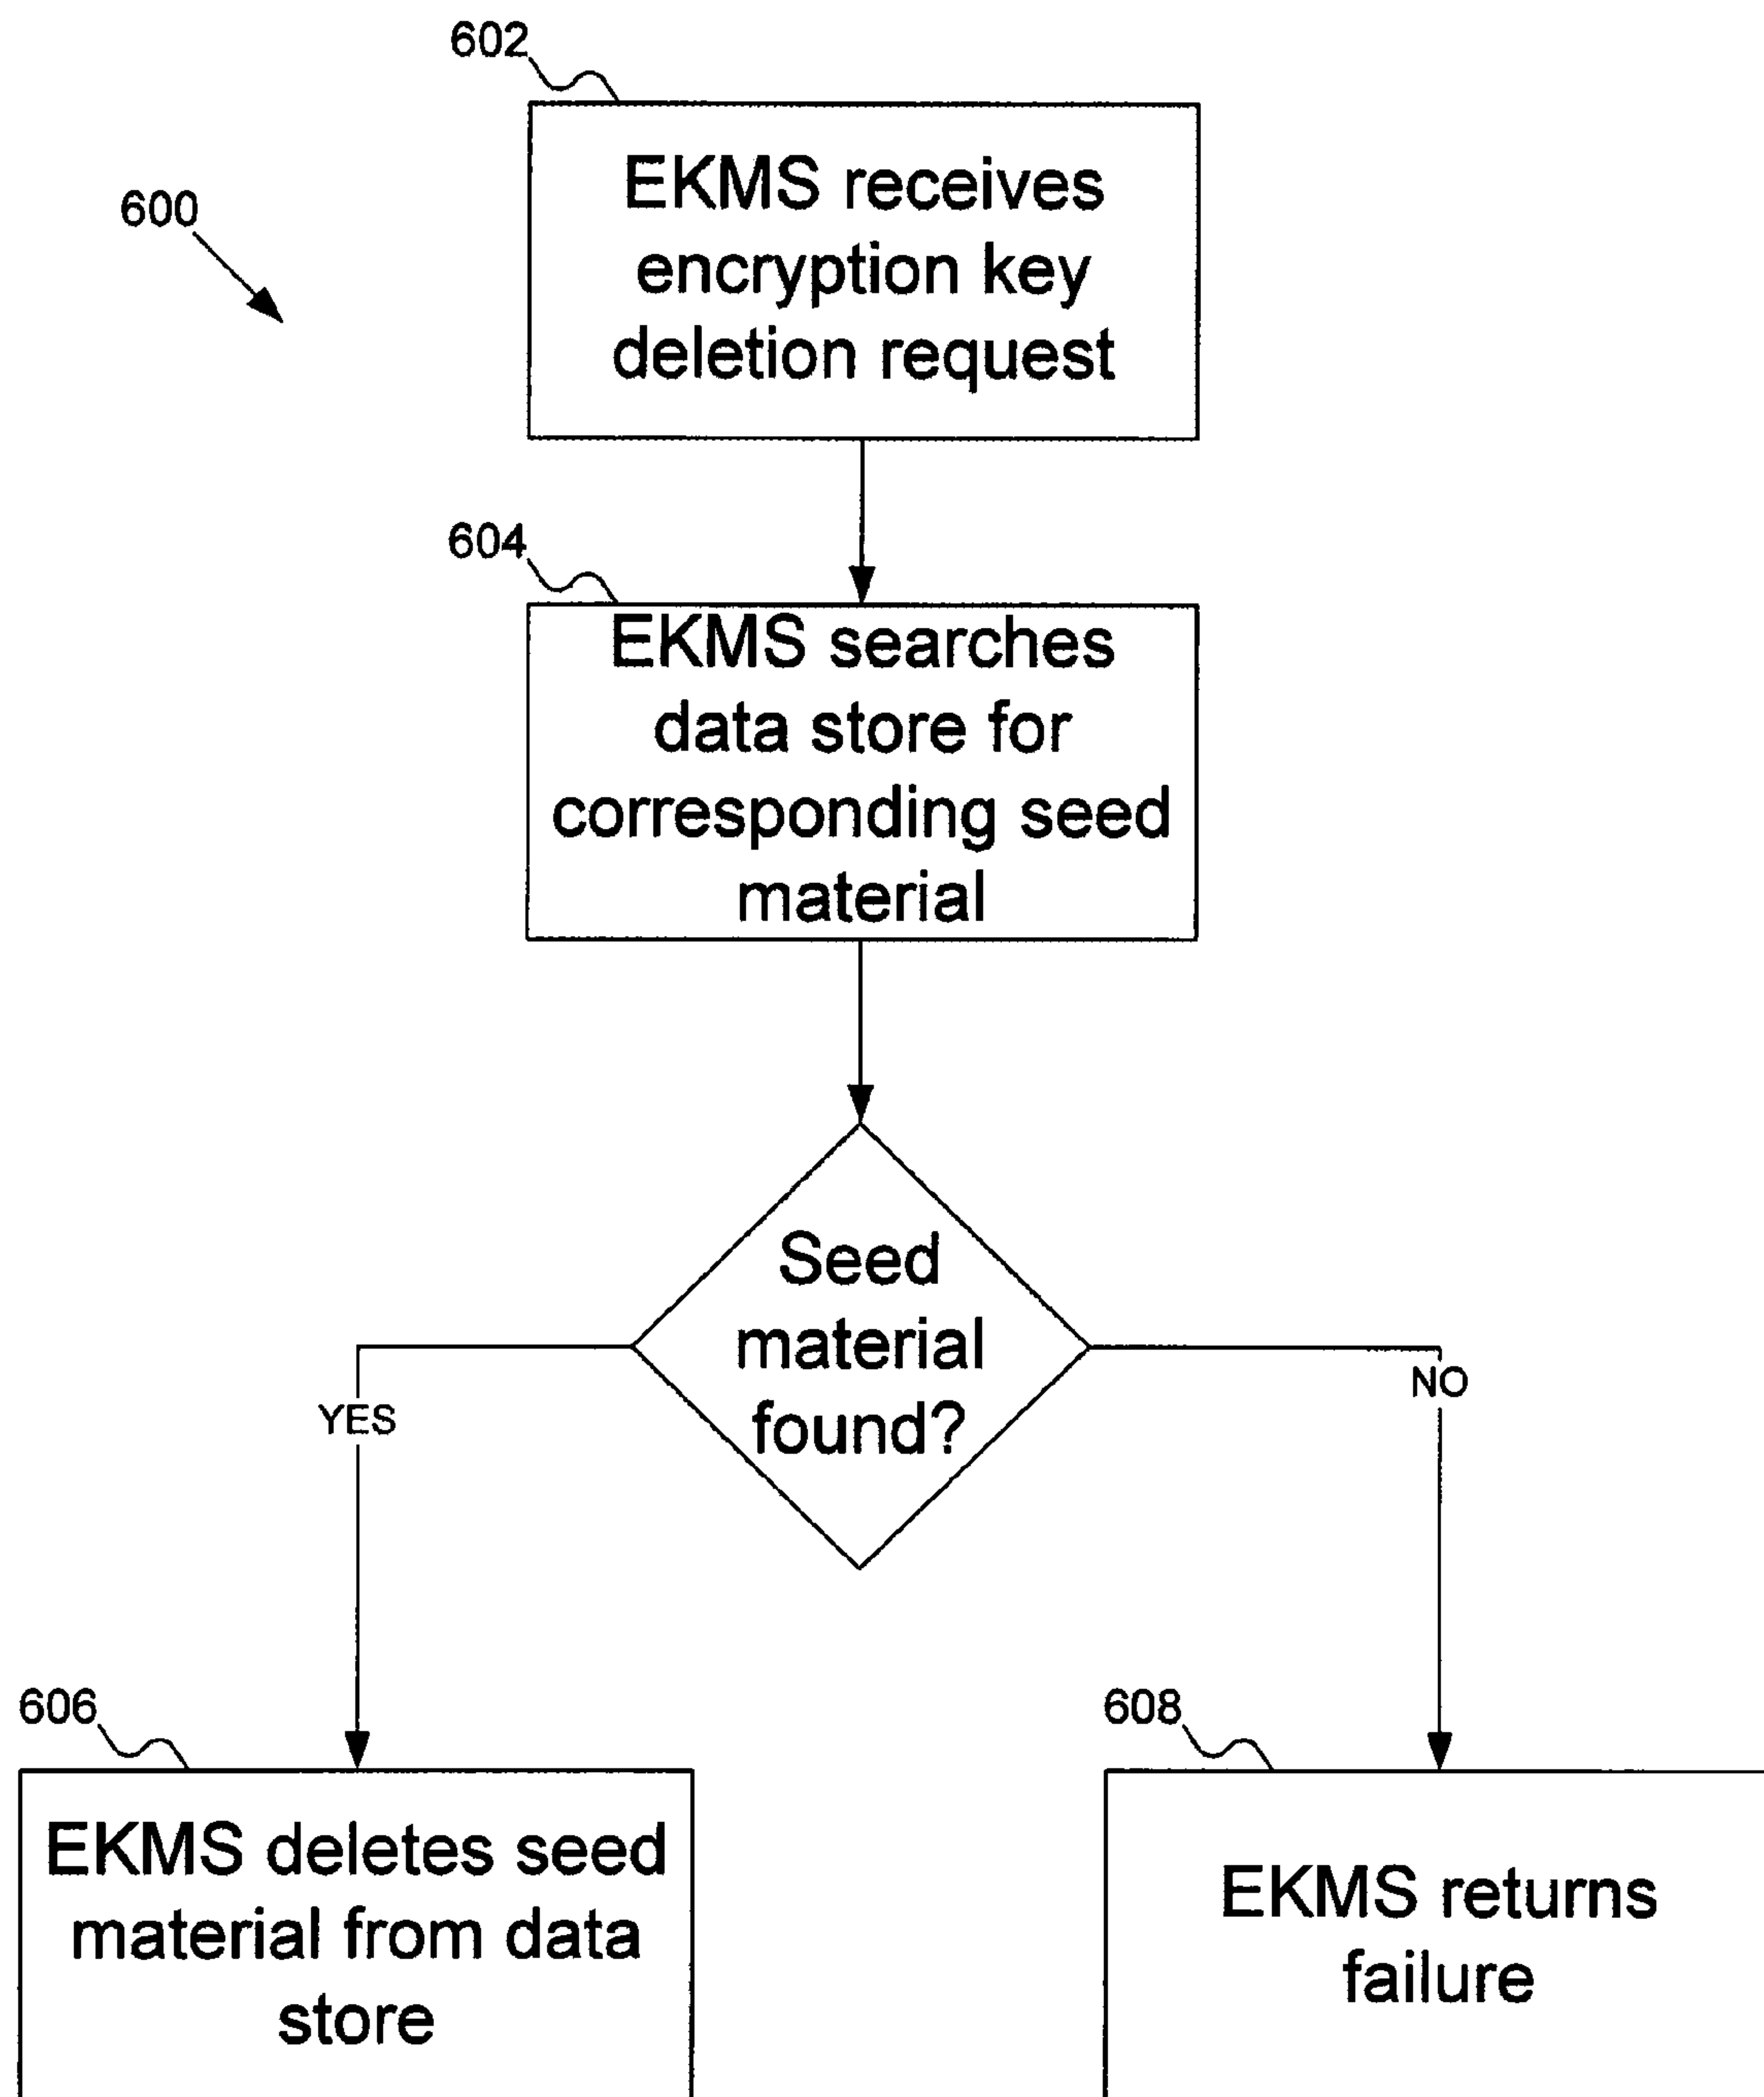 602
600
EKMS receives
encryption key
deletion request
604
EKMS searches
data store for
corresponding seed
material
Seed
material
found?
YES
NO
606
608
EKMS deletes seed
material from data
store
EKMS returns
failure